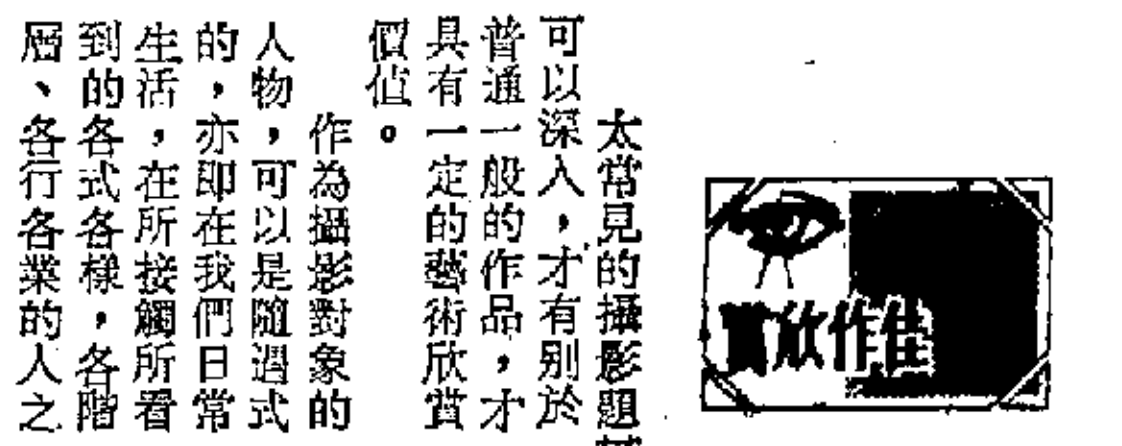 佳作欣賞
太常見的攝影題
可以深入，才有別於
普通一般的作品，才
具有一定的藝術欣賞
價值。
作為攝影對象的
人物，可以是隨遇式
的，亦即在我們日常
生活，在所接觸所看
到的各式各樣，各階
層、各行各業的人之